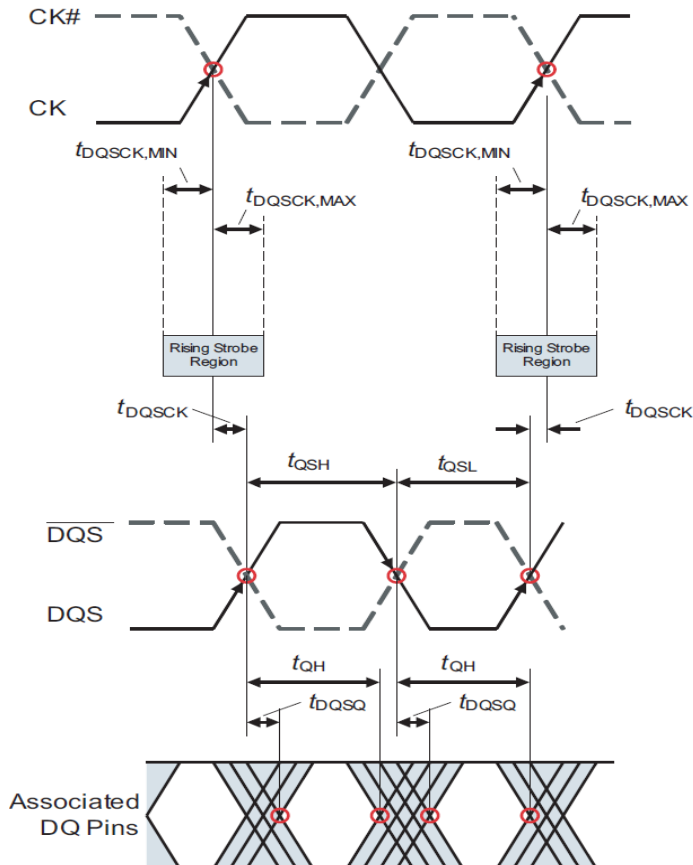 CK#
CK
tDQSCK,MIN
tDQSCK,MIN
tDQSCK,MAX
tDQSCK,MAX
Rising Strobe
Region
Rising Strobe
Region
tDQSCK
tDQSCK
tQSH
tQSL
DQS
DQS
tQH
tQH
tDQSQ
tDQSQ
Associated
DQ Pins